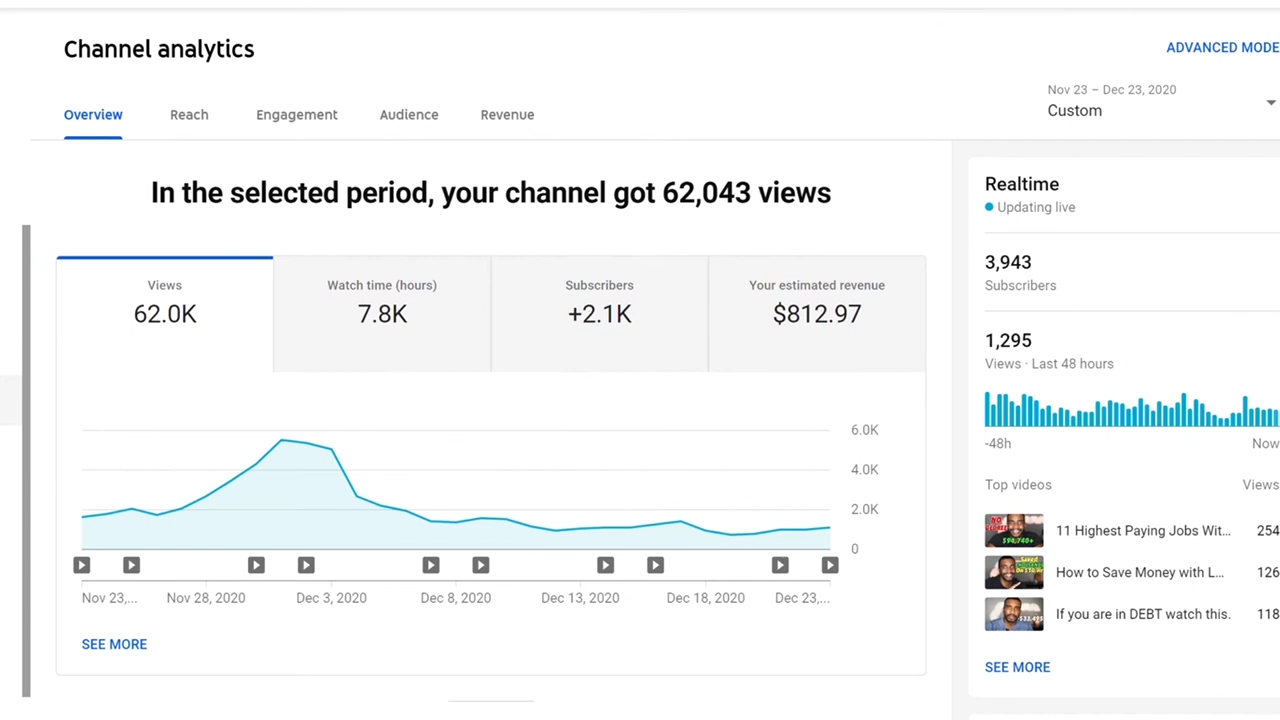 Channel analytics
ADVANCED MODE
Nov 23 – Dec 23, 2020
Custom
Overview Reach Engagement Audience Revenue
In the selected period, your channel got 62,043 views
Views
62.0K
Watch time (hours)
7.8K
Subscribers
+2.1K
Your estimated revenue
$812.97
6.0K
4.0K
2.0K
0
Nov 23,... Nov 28, 2020 Dec 3, 2020 Dec 8, 2020 Dec 13, 2020 Dec 18, 2020 Dec 23,...
SEE MORE
Realtime
Updating live
3,943
Subscribers
1,295
Views · Last 48 hours
-48h Now
Top videos Views
NO
$94,740+
11 Highest Paying Jobs Wit... 254
How to Save Money with L... 126
If you are in DEBT watch this. 118
SEE MORE